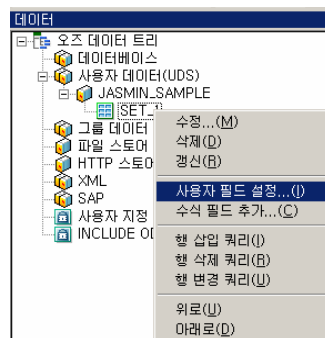 데이터
오즈 데이터 트리
데이터베이스
사용자 데이터(UDS)
JASMIN_SAMPLE
SET_1
그룹 데이터
파일 스토어
HTTP 스토어
XML
SAP
사용자 지정
INCLUDE
수정...(M)
삭제(D)
갱신(R)
사용자 필드 설정...(I)
수식 필드 추가...(C)
행 삽입 쿼리(I)
행 삭제 쿼리(R)
행 변경 쿼리(U)
위로(U)
아래로(D)